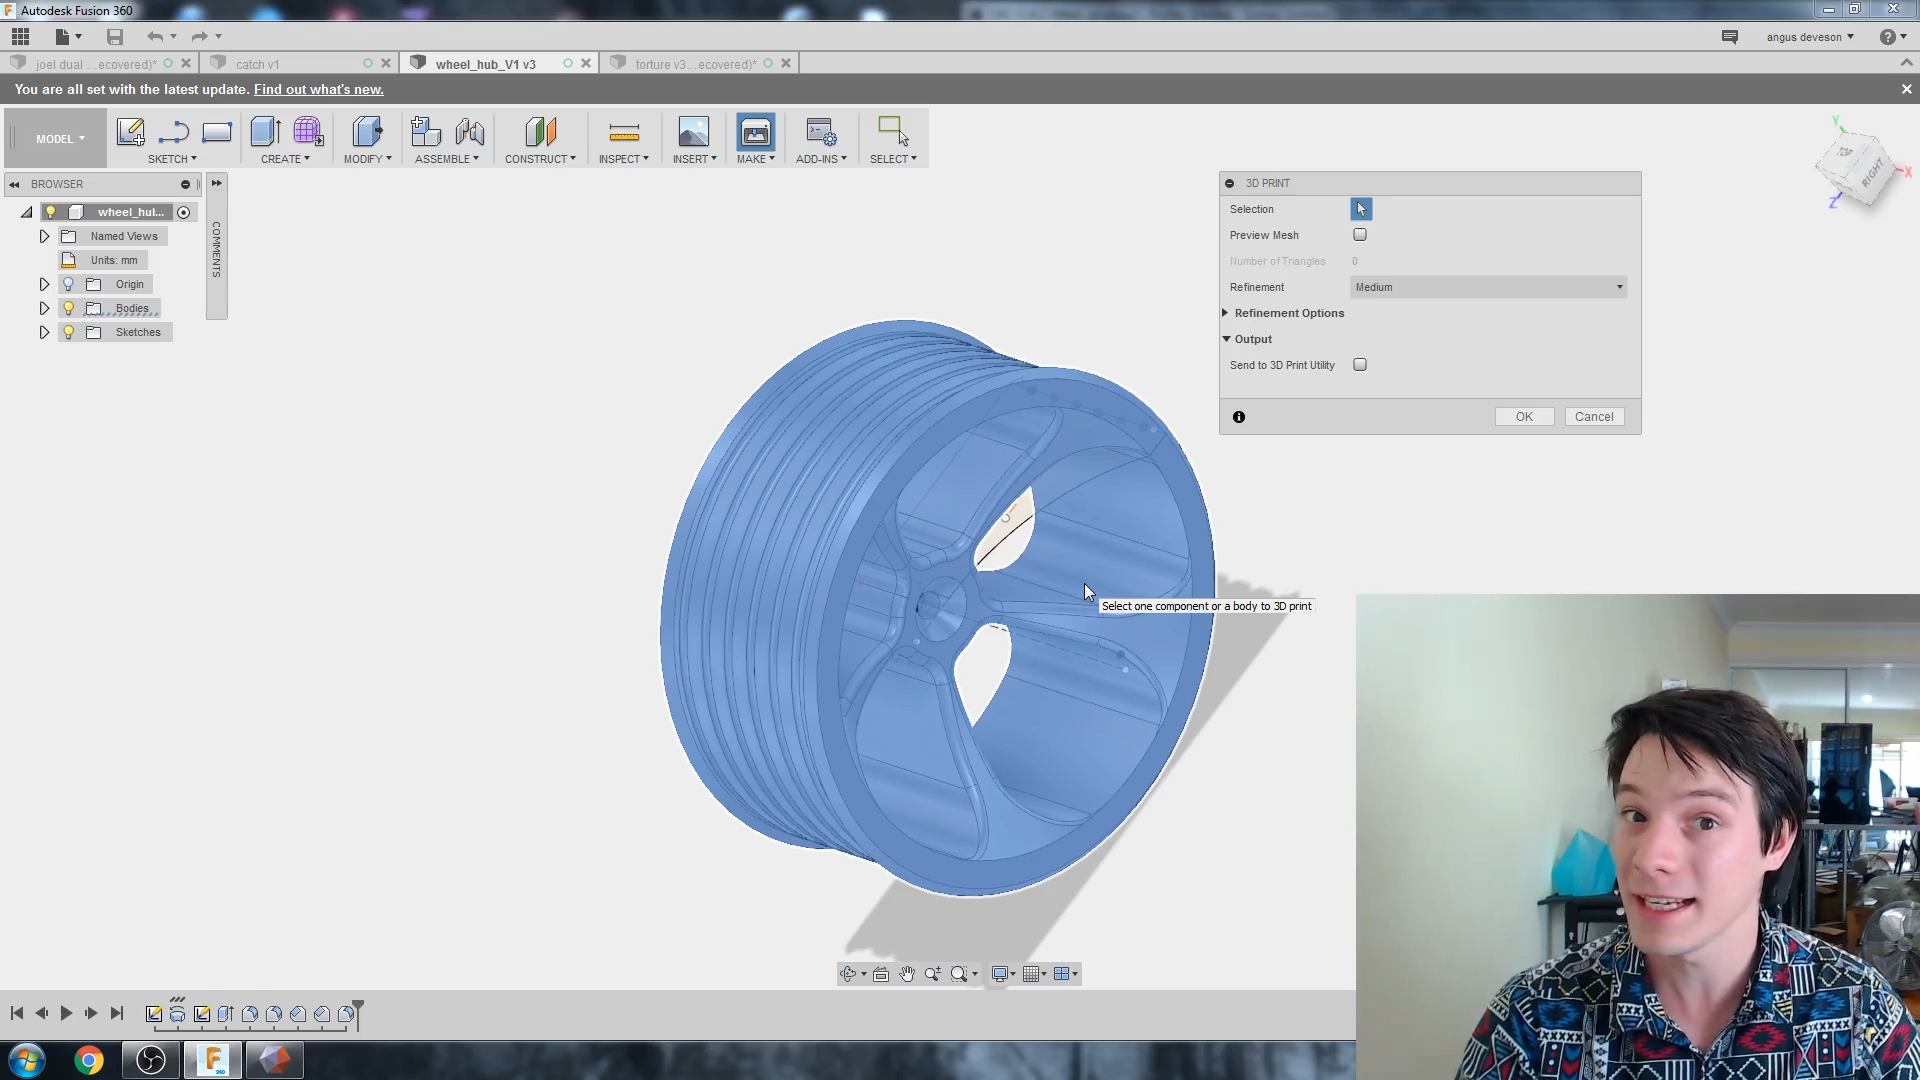 Autodesk Fusion 360
angus deveson
joel dual ...ecovered)*
catch v1
wheel_hub_V1 v3
torture v3...ecovered)*
You are all set with the latest update. Find out what's new.
MODEL
SKETCH
CREATE
MODIFY
ASSEMBLE
CONSTRUCT
INSPECT
INSERT
MAKE
ADD-INS
SELECT
BROWSER
wheel_hul...
Named Views
Units: mm
Origin
Bodies
Sketches
COMMENTS
Y
RIGHT
X
Z
3D PRINT
Selection
Preview Mesh
Number of Triangles 0
Refinement Medium
Refinement Options
Output
Send to 3D Print Utility
OK
Cancel
Select one component or a body to 3D print
F
360